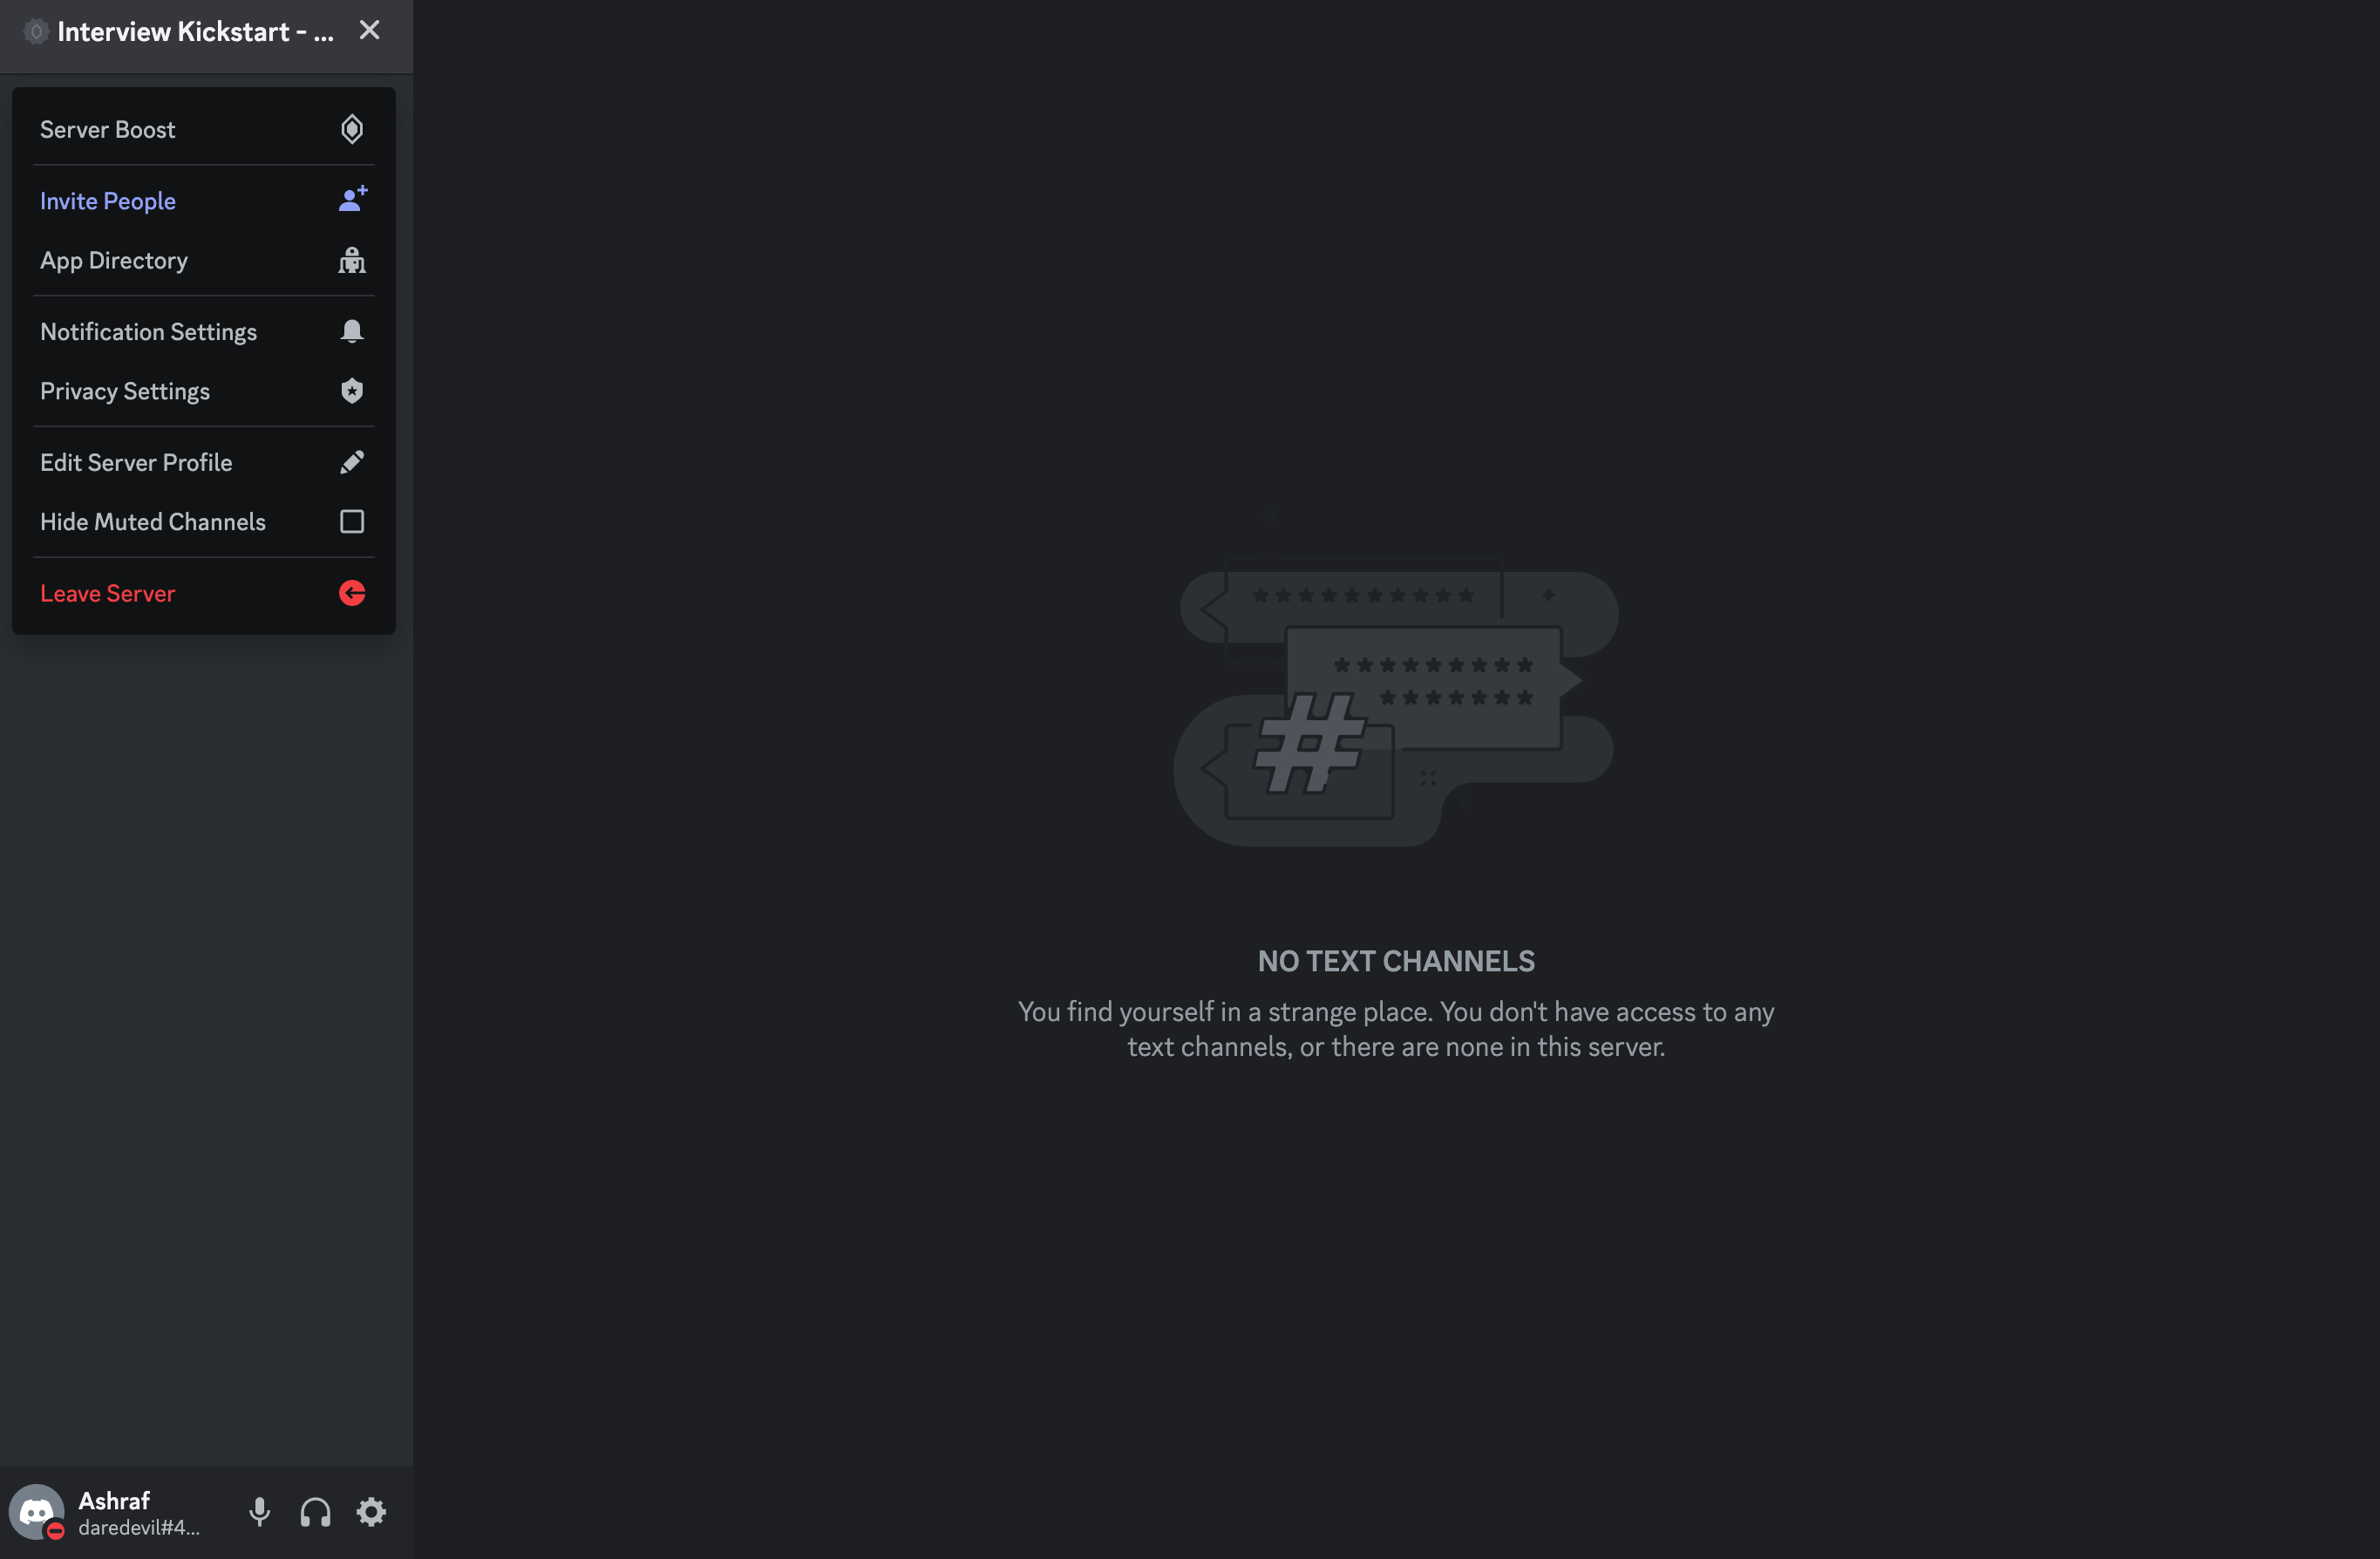 Interview Kickstart - ...
Server Boost
Invite People
App Directory
Notification Settings
Privacy Settings
Edit Server Profile
Hide Muted Channels
Leave Server
**********
*********
*******
#
NO TEXT CHANNELS
You find yourself in a strange place. You don't have access to any
text channels, or there are none in this server.
Ashraf
daredevil#4...